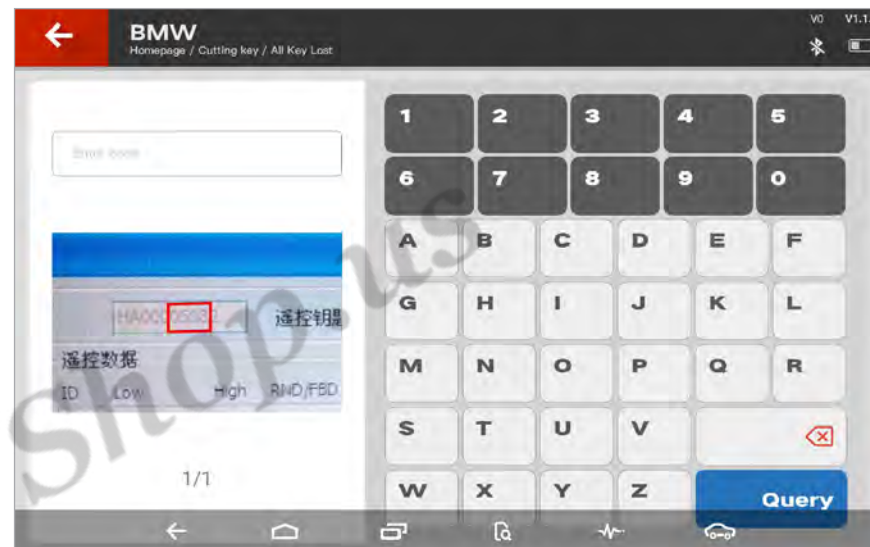 BMW
Homepage / Cutting key / All Key Lost
V0 V1.1.
1 2 3 4 5
6 7 8 9 0
A B C D E F
G H I J K L
M N O P Q R
S T U V
W X Y Z Query
遥控钥匙
遥控数据
ID Low High RND/FBD
1/1
Shop.us